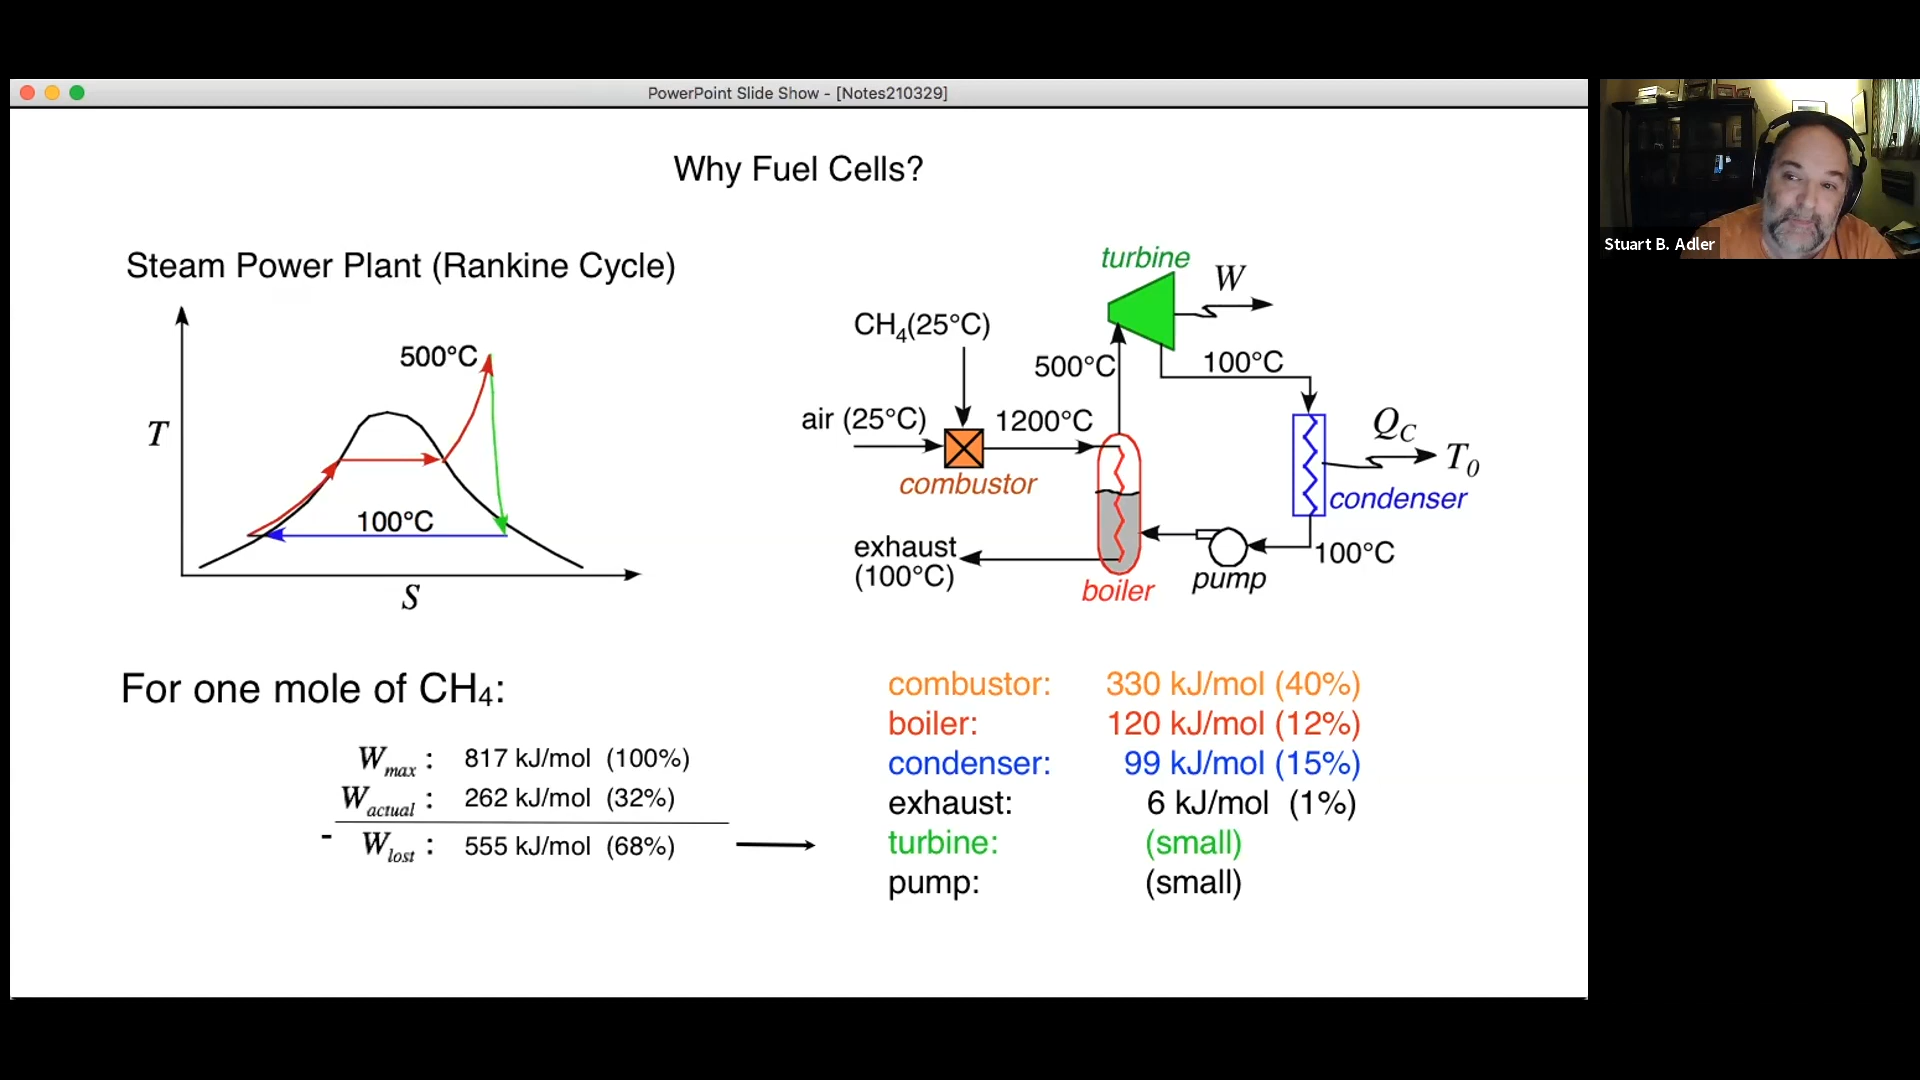 PowerPoint Slide Show - [Notes210329]
Why Fuel Cells?
Stuart B. Adler
Steam Power Plant (Rankine Cycle)
500°C
T
100°C
S
turbine
W
CH₄(25°C)
500°C
100°C
air (25°C)
1200°C
combustor
Q_C
T_0
condenser
exhaust
(100°C)
boiler
pump
100°C
For one mole of CH₄:
W_max : 817 kJ/mol (100%)
W_actual : 262 kJ/mol (32%)
- W_lost : 555 kJ/mol (68%)
combustor: 330 kJ/mol (40%)
boiler: 120 kJ/mol (12%)
condenser: 99 kJ/mol (15%)
exhaust: 6 kJ/mol (1%)
turbine: (small)
pump: (small)